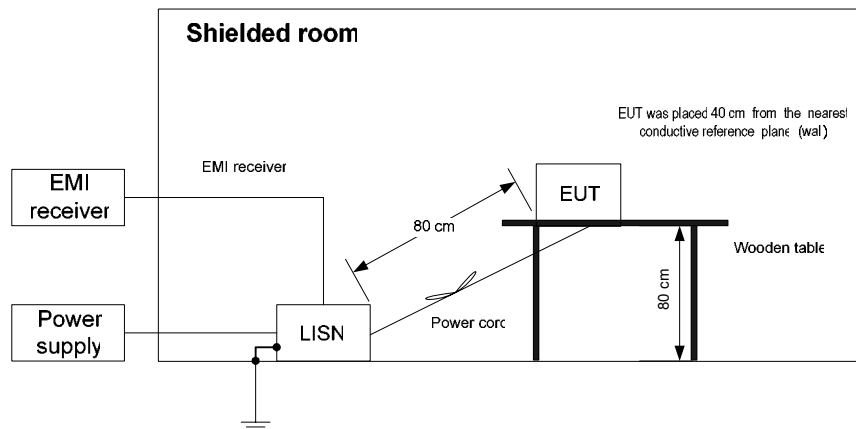 Shielded room
EUT was placed 40 cm from the nearest
conductive reference plane (wal)
EMI receiver
EMI
receiver
EUT
80 cm
Wooden table
80 cm
Power
supply
LISN
Power corc